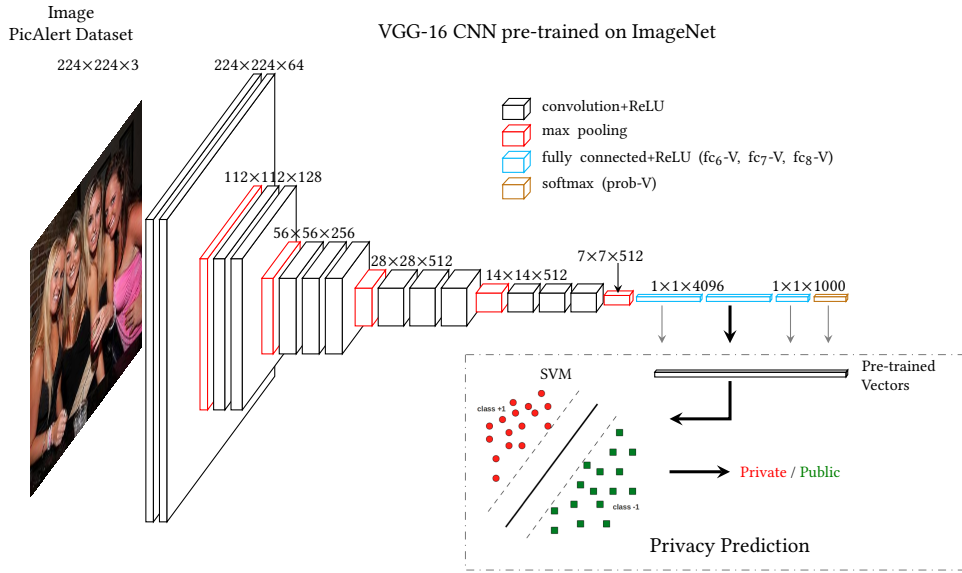 Image
PicAlert Dataset
VGG-16 CNN pre-trained on ImageNet
224×224×3
224×224×64
convolution+ReLU
max pooling
fully connected+ReLU (fc6-V, fc7-V, fc8-V)
softmax (prob-V)
112×112×128
56×56×256
28×28×512
14×14×512
7×7×512
1×1×4096
1×1×1000
SVM
Pre-trained
Vectors
class +1
Private / Public
class -1
Privacy Prediction